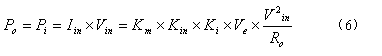 P_o = P_i = I_in × V_in = K_m × K_in × K_i × V_e × V²_in / R_o （6）